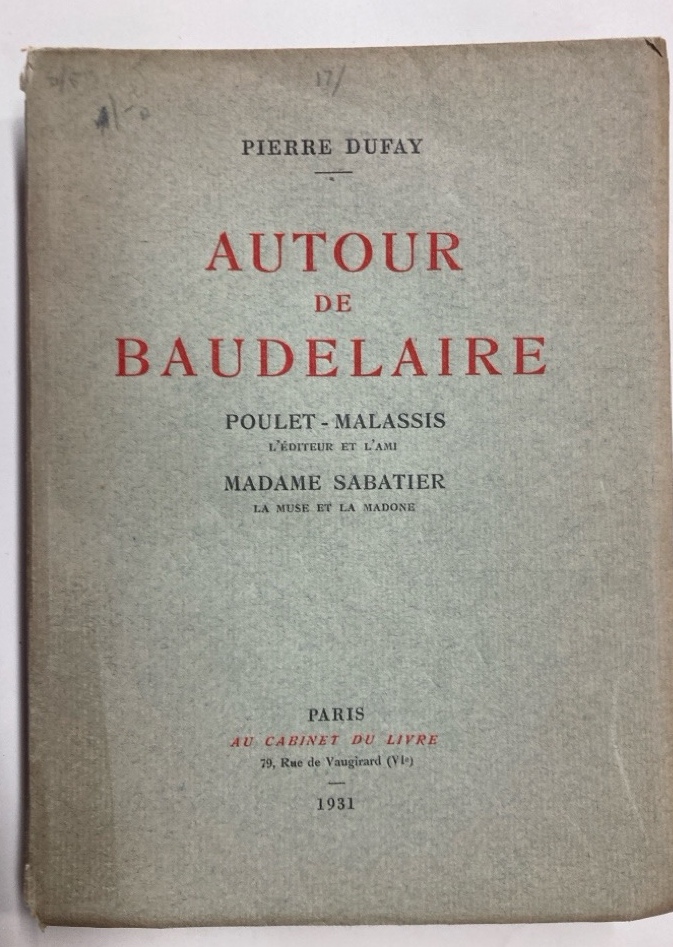 17/
PIERRE DUFAY
AUTOUR
DE
BAUDELAIRE
POULET-MALASSIS
L'ÉDITEUR ET L'AMI
MADAME SABATIER
LA MUSE ET LA MADONE
PARIS
AU CABINET DU LIVRE
79, Rue de Vaugirard (VIe)
1931